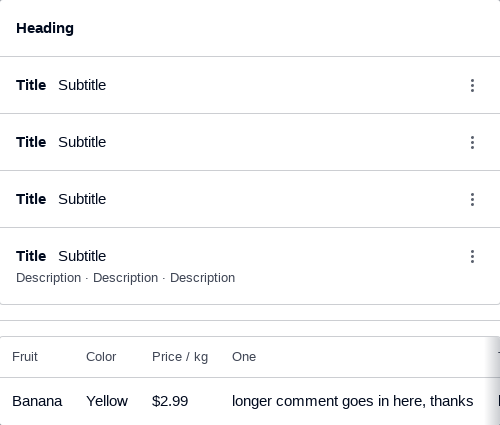 Heading
Title Subtitle
Title Subtitle
Title Subtitle
Title Subtitle
Description · Description · Description
Fruit Color Price / kg One
Banana Yellow $2.99 longer comment goes in here, thanks